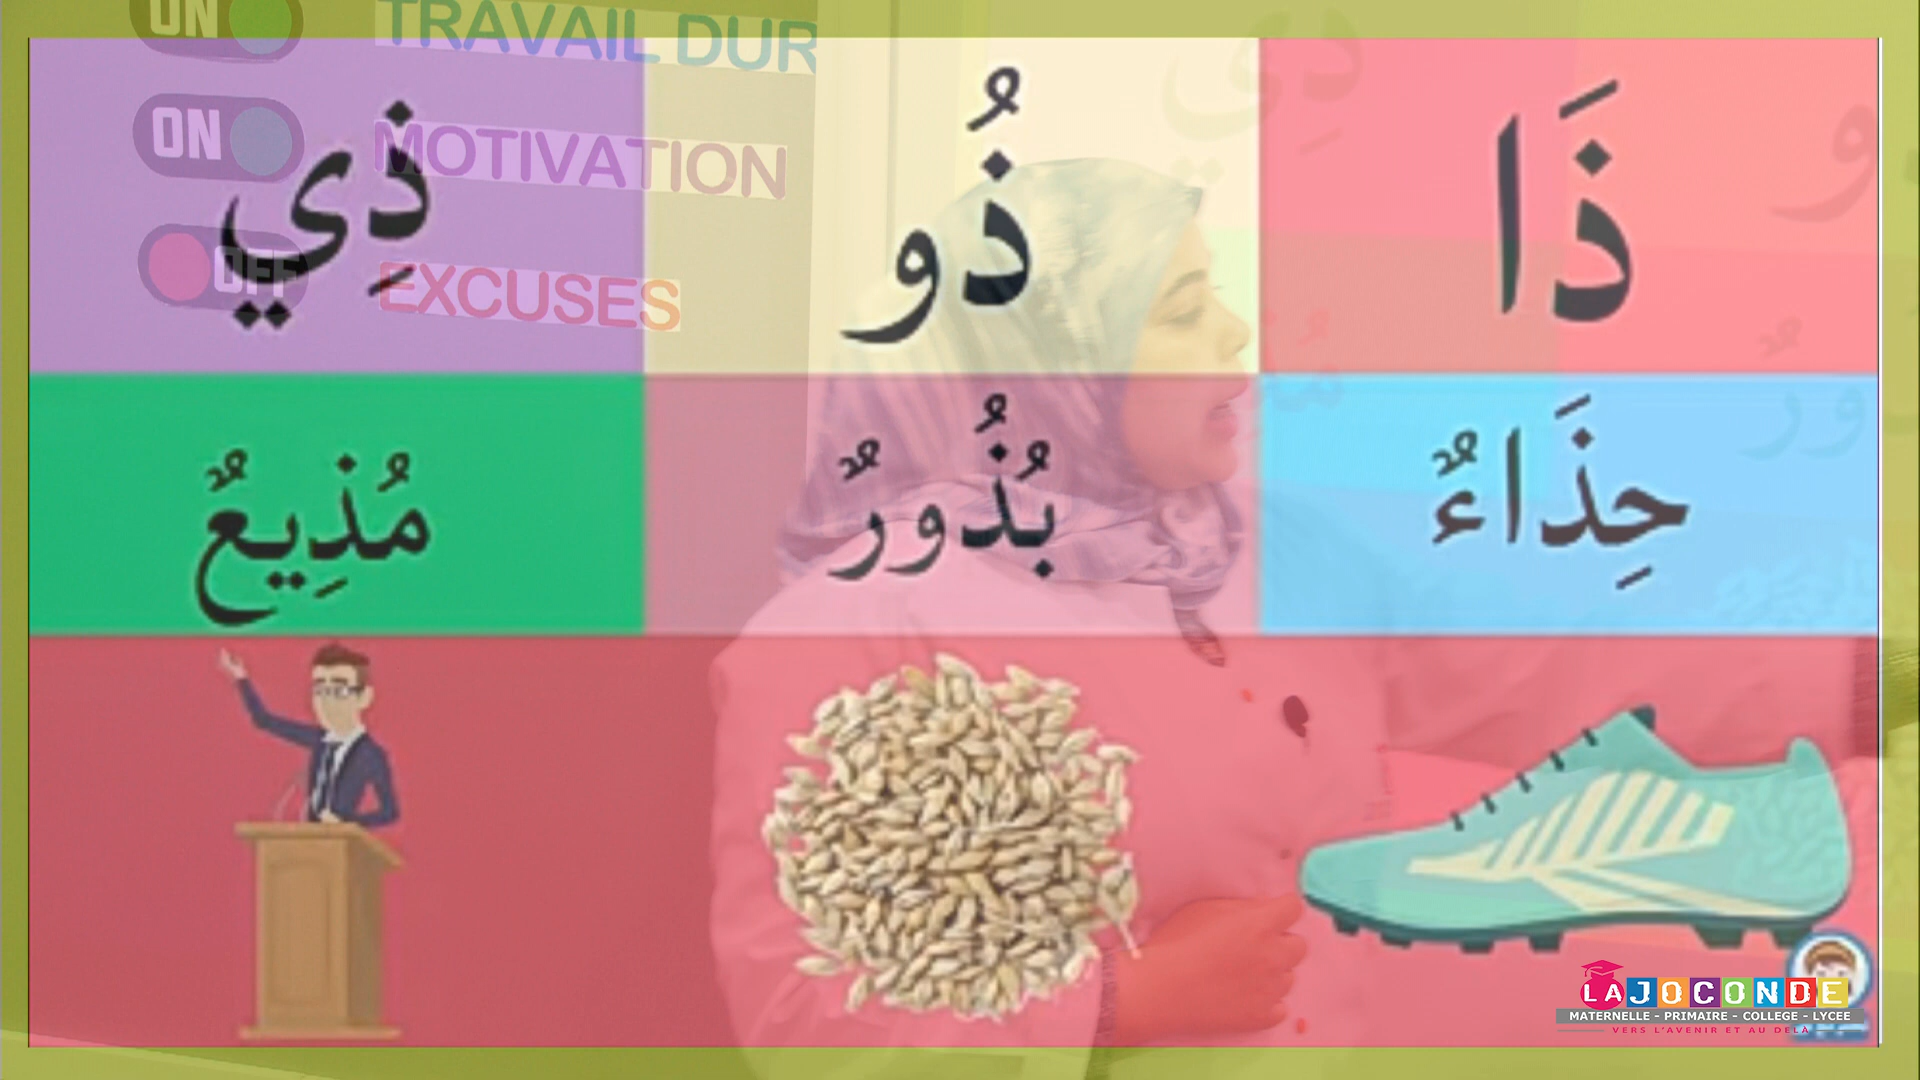 ON TRAVAIL DUR
ON MOTIVATION
OFF EXCUSES
ذَا ذُو ذِي
حِذَاءٌ بُذُورٌ مُذِيعٌ
LAJOCONDE
MATERNELLE - PRIMAIRE - COLLEGE - LYCEE
VERS L'AVENIR ET AU DELA